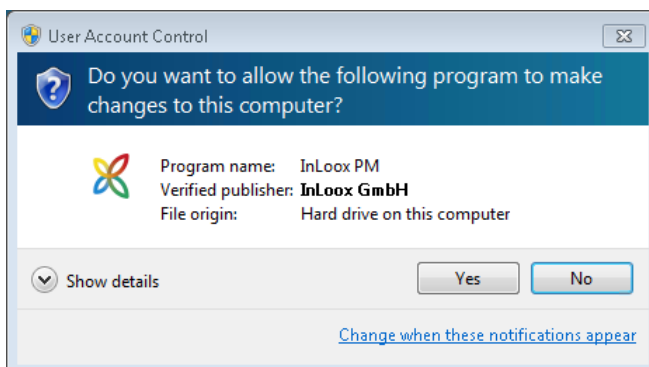 User Account Control
Do you want to allow the following program to make
changes to this computer?
Program name: InLoox PM
Verified publisher: InLoox GmbH
File origin: Hard drive on this computer
Show details
Yes
No
Change when these notifications appear